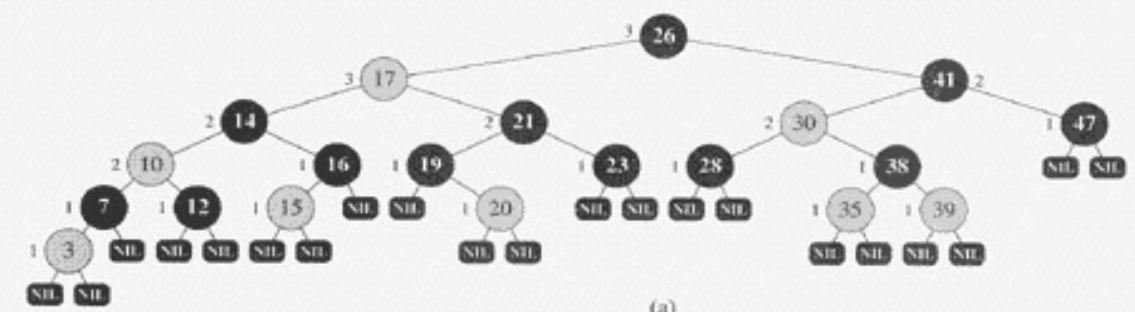 3 26
3 17 41 2
2 14 2 21 2 30 1 47
2 10 1 16 1 19 1 23 1 28 1 38 NIL NIL
1 7 1 12 1 15 NIL NIL 1 20 NIL NIL NIL NIL 1 35 1 39
1 3 NIL NIL NIL NIL NIL NIL NIL NIL NIL NIL NIL
NIL NIL
(a)